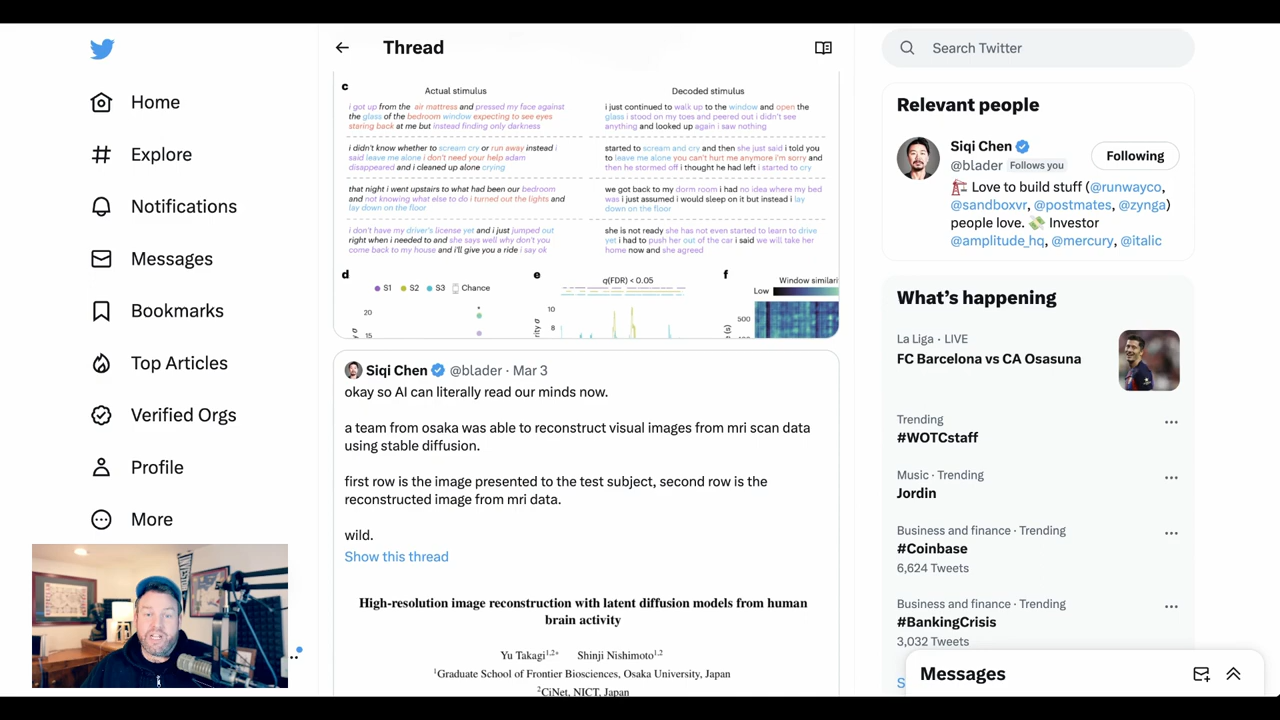 Home
Explore
Notifications
Messages
Bookmarks
Top Articles
Verified Orgs
Profile
More
Thread
c
Actual stimulus
Decoded stimulus
i got up from the air mattress and pressed my face against
the glass of the bedroom window expecting to see eyes
staring back at me but instead finding only darkness
i just continued to walk up to the window and open the
glass i stood on my toes and peered out i didn't see
anything and looked up again i saw nothing
i didn't know whether to scream cry or run away instead i
said leave me alone i don't need your help adam
disappeared and i cleaned up alone crying
started to scream and cry and then she just said i told you
to leave me alone you can't hurt me anymore i'm sorry and
then he stormed off i thought he had left i started to cry
that night i went upstairs to what had been our bedroom
and not knowing what else to do i turned out the lights and
lay down on the floor
we got back to my dorm room i had no idea where my bed
was i just assumed i would sleep on it but instead i lay
down on the floor
i don't have my driver's license yet and i just jumped out
right when i needed to and she says well why don't you
come back to my house and i'll give you a ride i say ok
she is not ready she has not even started to learn to drive
yet i had to push her out of the car i said we will take her
home now and she agreed
d
S1 S2 S3 Chance
20
15
e
q(FDR) < 0.05
10
8
f
Window similari
Low
500
Siqi Chen @blader · Mar 3
okay so AI can literally read our minds now.
a team from osaka was able to reconstruct visual images from mri scan data
using stable diffusion.
first row is the image presented to the test subject, second row is the
reconstructed image from mri data.
wild.
Show this thread
High-resolution image reconstruction with latent diffusion models from human
brain activity
Yu Takagi1,2* Shinji Nishimoto1,2
1Graduate School of Frontier Biosciences, Osaka University, Japan
2CiNet, NICT, Japan
Search Twitter
Relevant people
Siqi Chen
@blader Follows you
Following
🏗️ Love to build stuff (@runwayco,
@sandboxvr, @postmates, @zynga)
people love. 💸 Investor
@amplitude_hq, @mercury, @italic
What's happening
La Liga · LIVE
FC Barcelona vs CA Osasuna
Trending
#WOTCstaff
Music · Trending
Jordin
Business and finance · Trending
#Coinbase
6,624 Tweets
Business and finance · Trending
#BankingCrisis
3,032 Tweets
S
Messages